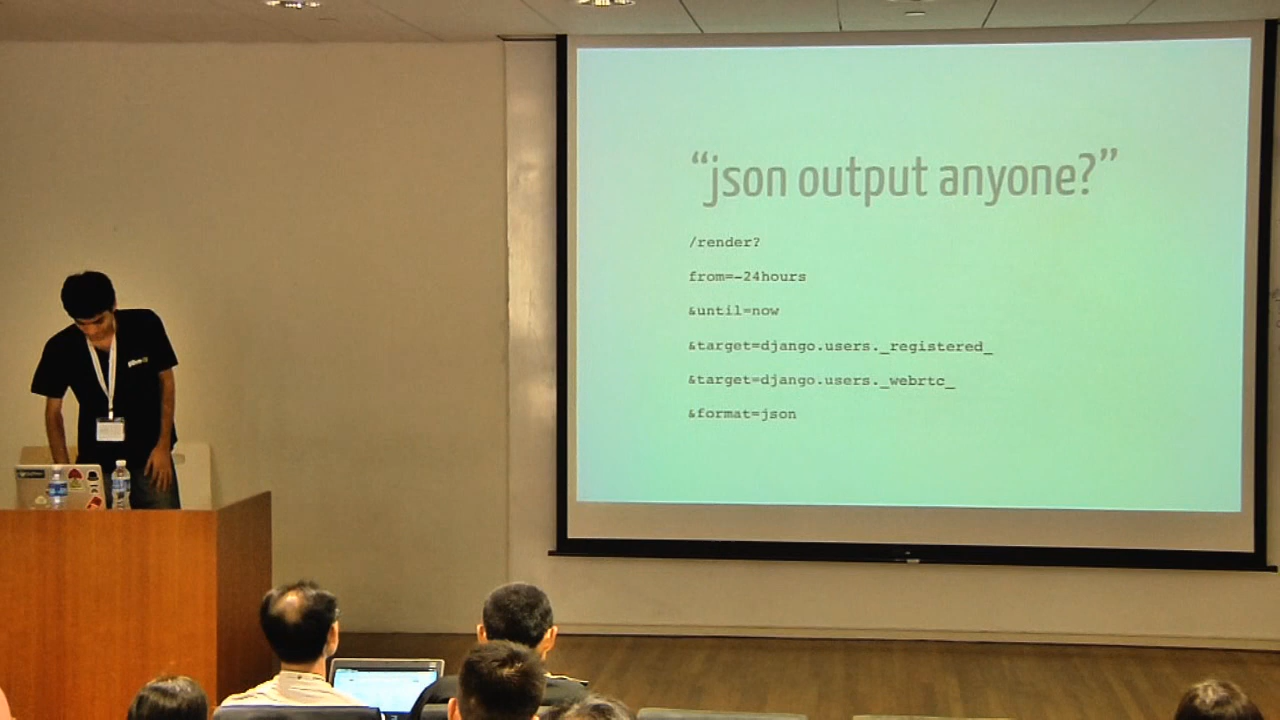 “json output anyone?”
/render?
from=-24hours
&until=now
&target=django.users._registered_
&target=django.users._webrtc_
&format=json